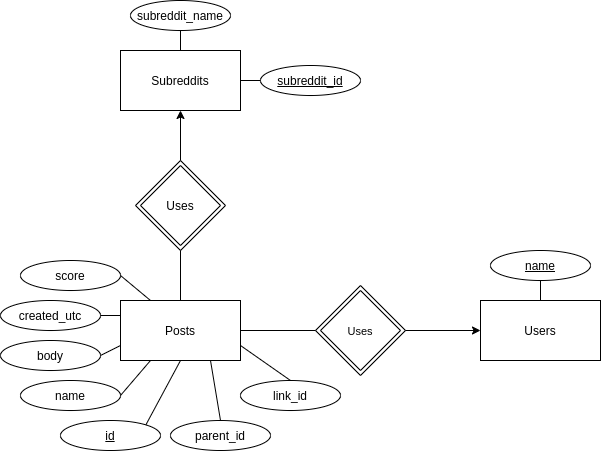 subreddit_name
Subreddits
subreddit_id
Uses
score
name
created_utc
Posts
Uses
Users
body
name
link_id
id
parent_id